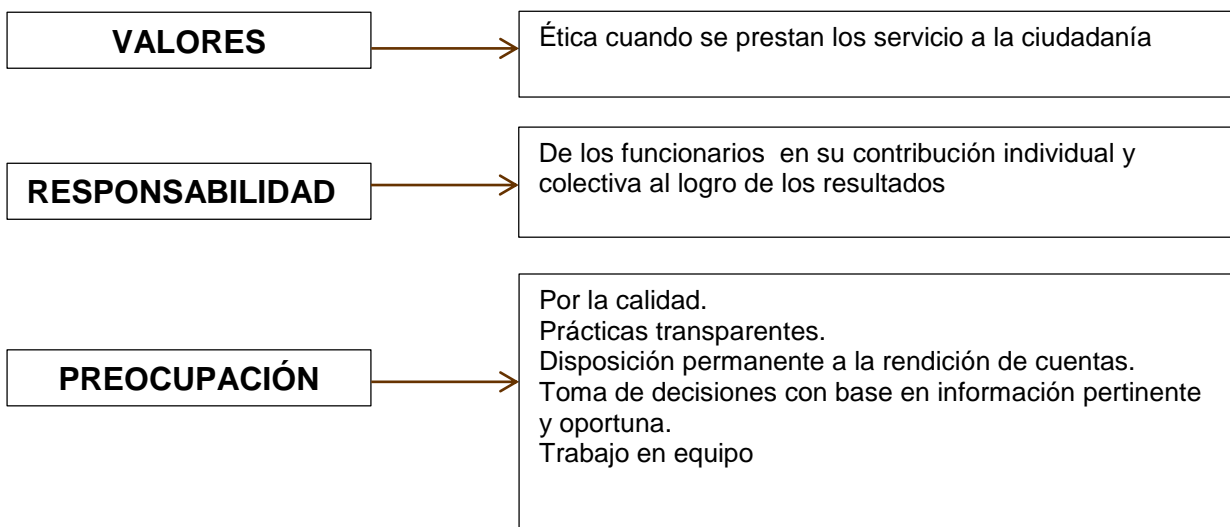 VALORES
Ética cuando se prestan los servicio a la ciudadanía
RESPONSABILIDAD
De los funcionarios  en su contribución individual y
colectiva al logro de los resultados
PREOCUPACIÓN
Por la calidad.
Prácticas transparentes.
Disposición permanente a la rendición de cuentas.
Toma de decisiones con base en información pertinente
y oportuna.
Trabajo en equipo